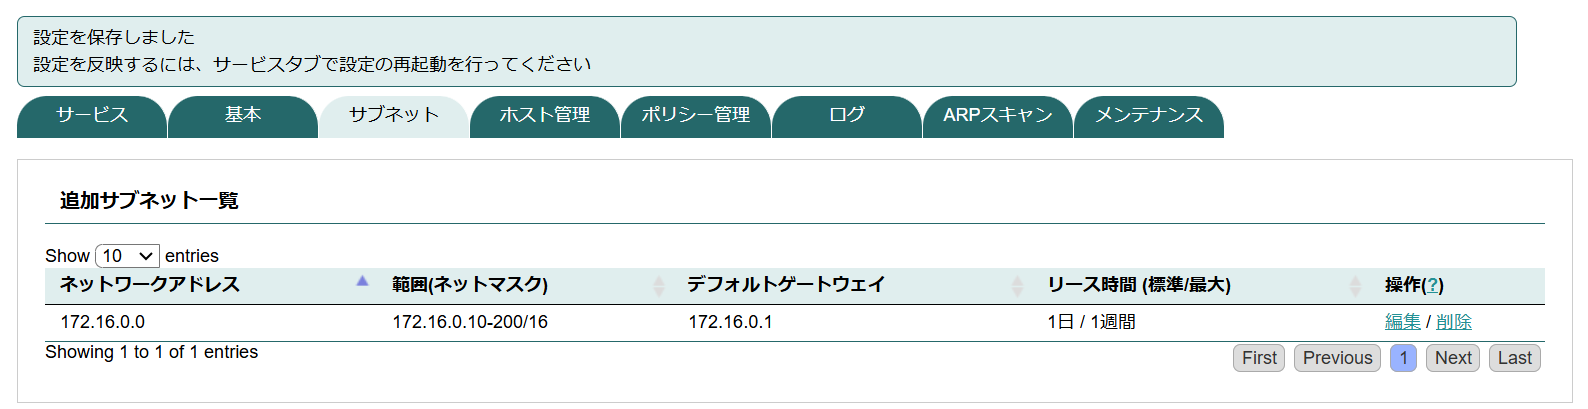 設定を保存しました
設定を反映するには、サービスタブで設定の再起動を行ってください
サービス 基本 サブネット ホスト管理 ポリシー管理 ログ ARPスキャン メンテナンス
追加サブネット一覧
Show 10 entries
ネットワークアドレス 範囲(ネットマスク) デフォルトゲートウェイ リース時間 (標準/最大) 操作(?)
172.16.0.0 172.16.0.10-200/16 172.16.0.1 1日 / 1週間 編集 / 削除
Showing 1 to 1 of 1 entries First Previous 1 Next Last